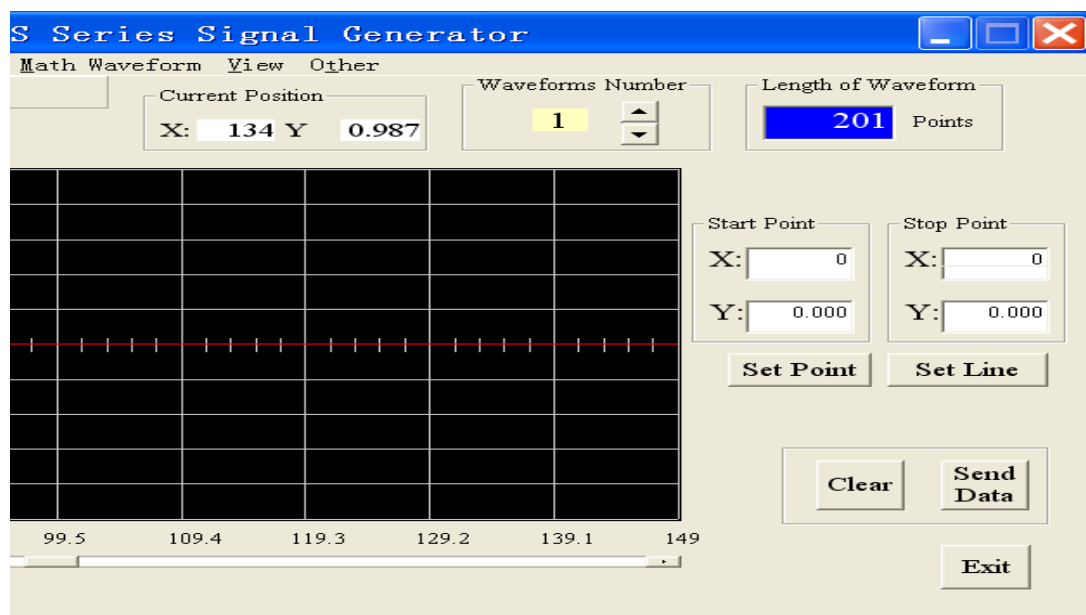 S Series Signal Generator
Math Waveform View Other
Current Position
X: 134 Y 0.987
Waveforms Number
1
Length of Waveform
201 Points
Start Point
X: 0
Y: 0.000
Stop Point
X: 0
Y: 0.000
Set Point
Set Line
Clear
Send
Data
99.5 109.4 119.3 129.2 139.1 149
Exit